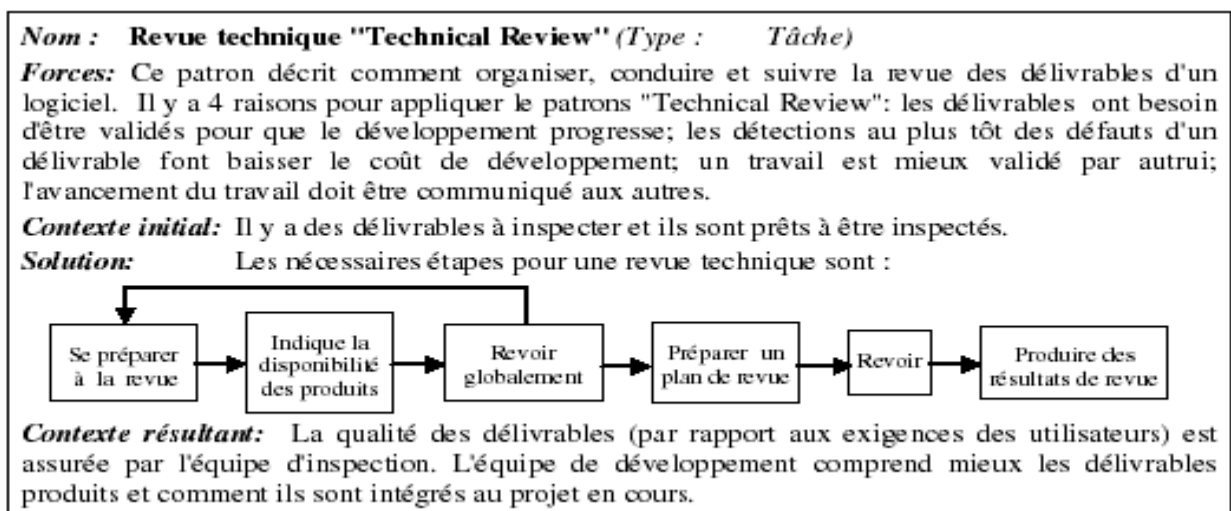 Nom : Revue technique "Technical Review" (Type : Tâche)
Forces: Ce patron décrit comment organiser, conduire et suivre la revue des délivrables d'un
logiciel. Il y a 4 raisons pour appliquer le patrons "Technical Review": les délivrables ont besoin
d'être validés pour que le développement progresse; les détections au plus tôt des défauts d'un
délivrable font baisser le coût de développement; un travail est mieux validé par autrui;
l'avancement du travail doit être communiqué aux autres.
Contexte initial: Il y a des délivrables à inspecter et ils sont prêts à être inspectés.
Solution: Les nécessaires étapes pour une revue technique sont :
Se préparer
à la revue
Indique la
disponibilité
des produits
Revoir
globalement
Préparer un
plan de revue
Revoir
Produire des
résultats de revue
Contexte résultant: La qualité des délivrables (par rapport aux exigences des utilisateurs) est
assurée par l'équipe d'inspection. L'équipe de développement comprend mieux les délivrables
produits et comment ils sont intégrés au projet en cours.